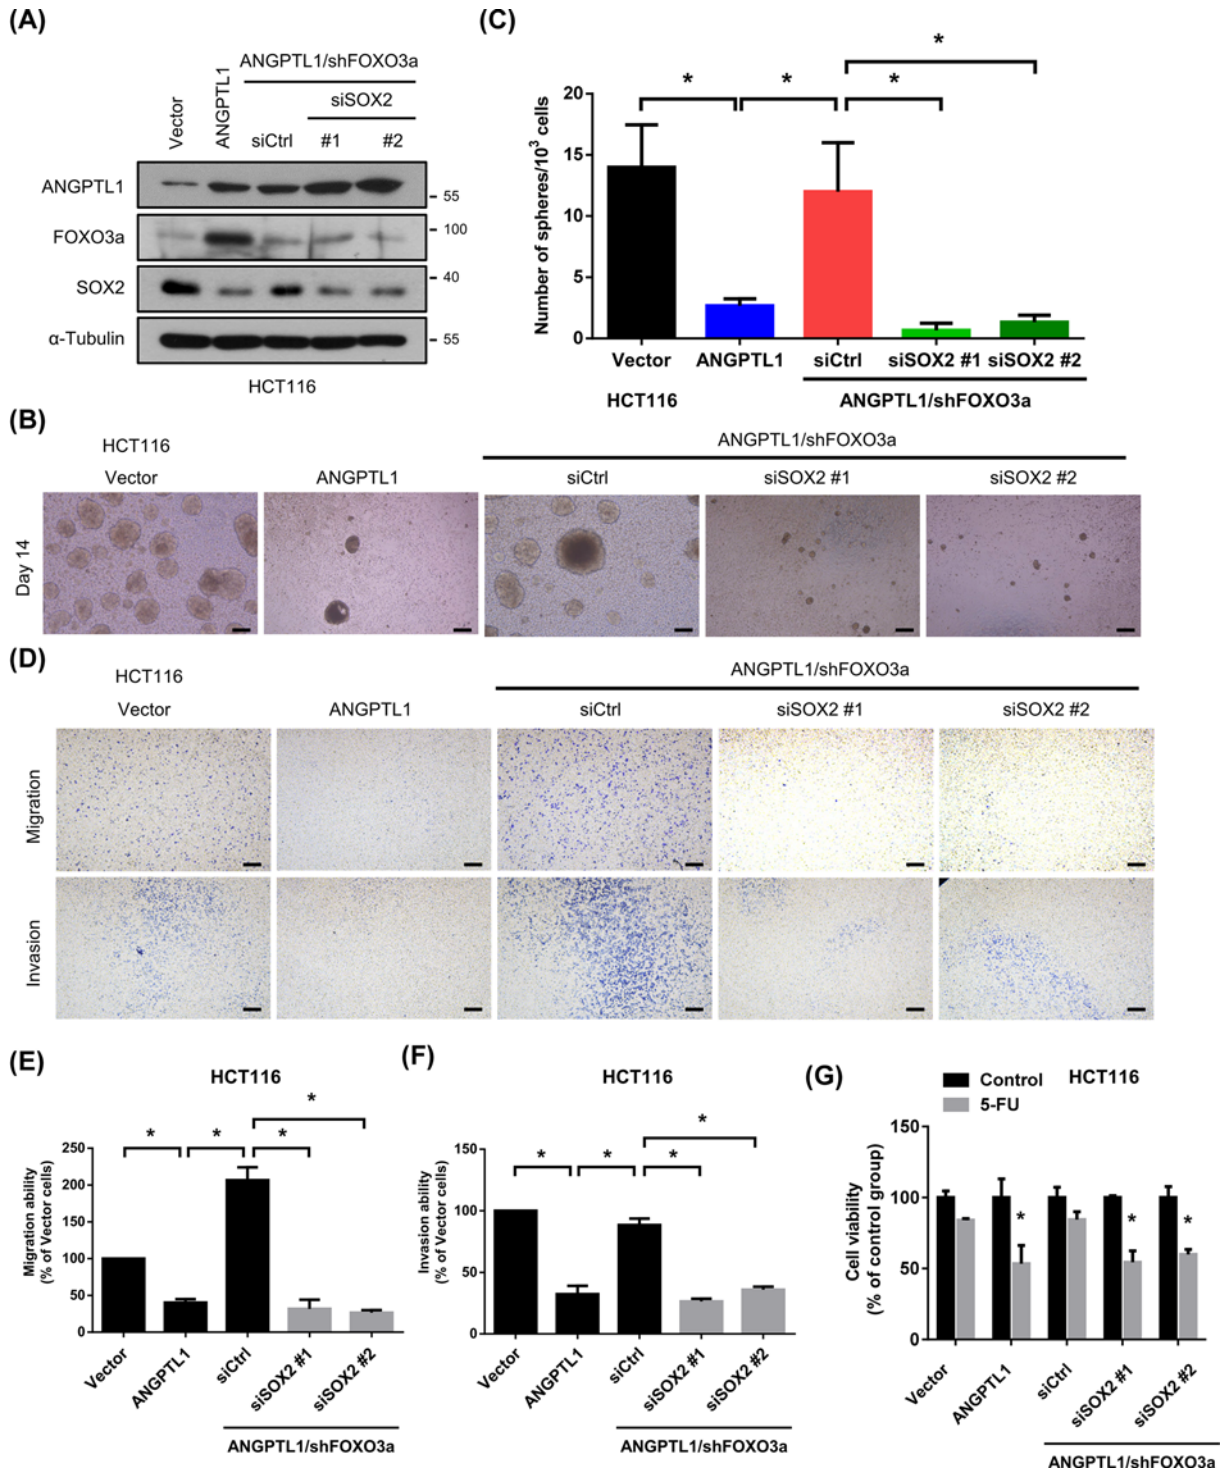 (A)
ANGPTL1/shFOXO3a
siSOX2
Vector
ANGPTL1
siCtrl #1 #2
ANGPTL1
55
FOXO3a
100
SOX2
40
α-Tubulin
55
HCT116
(C)
Number of spheres/10³ cells
* * * *
20
15
10
5
0
Vector ANGPTL1 siCtrl siSOX2 #1 siSOX2 #2
HCT116 ANGPTL1/shFOXO3a
(B)
HCT116 ANGPTL1/shFOXO3a
Vector ANGPTL1 siCtrl siSOX2 #1 siSOX2 #2
Day 14
(D)
HCT116 ANGPTL1/shFOXO3a
Vector ANGPTL1 siCtrl siSOX2 #1 siSOX2 #2
Migration
Invasion
(E)
HCT116
Migration ability
(% of Vector cells)
* * * *
250
200
150
100
50
0
Vector
ANGPTL1
siCtrl
siSOX2 #1
siSOX2 #2
ANGPTL1/shFOXO3a
(F)
HCT116
Invasion ability
(% of Vector cells)
* * * *
150
100
50
0
Vector
ANGPTL1
siCtrl
siSOX2 #1
siSOX2 #2
ANGPTL1/shFOXO3a
(G)
Control
5-FU
HCT116
Cell viability
(% of control group)
150
100
50
0
* * *
Vector
ANGPTL1
siCtrl
siSOX2 #1
siSOX2 #2
ANGPTL1/shFOXO3a